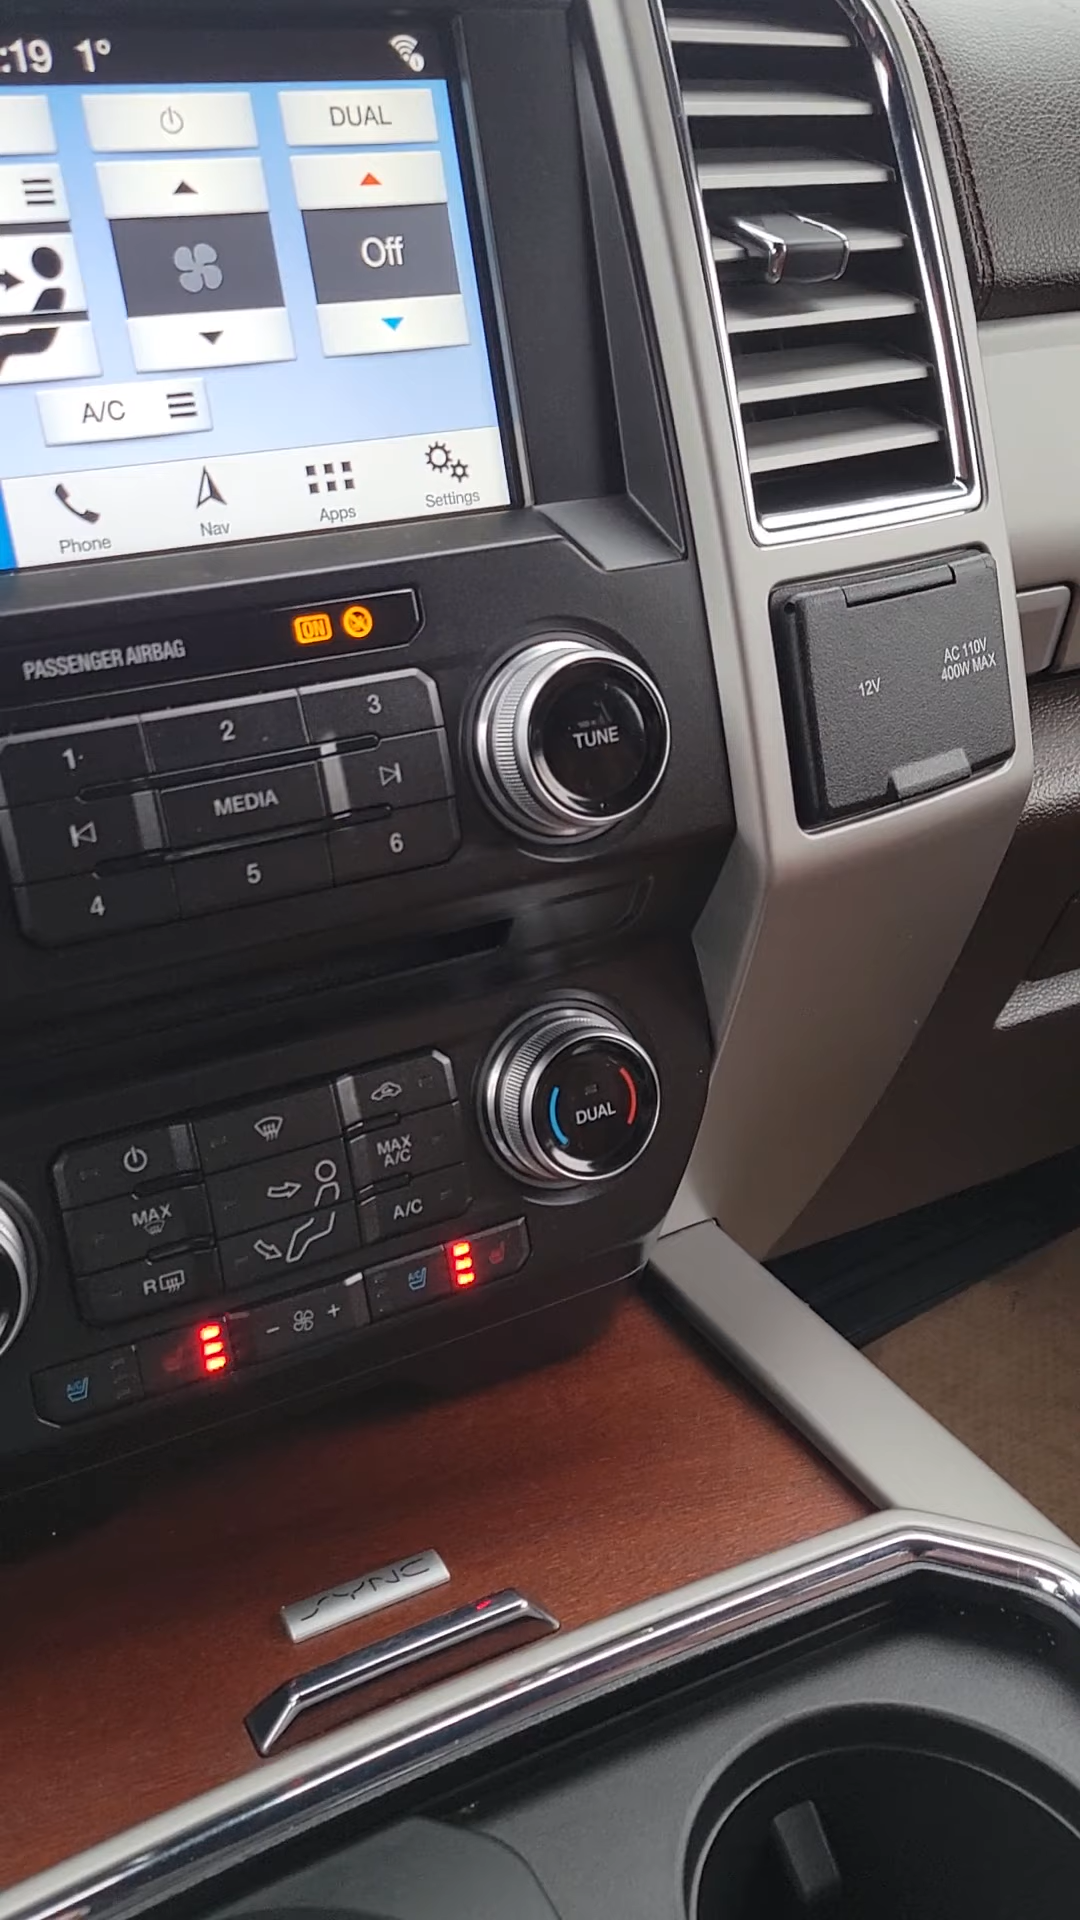 :19 1°
DUAL
Off
A/C
Phone
Nav
Apps
Settings
PASSENGER AIRBAG
ON
1
2
3
MEDIA
4
5
6
TUNE
12V
AC 110V
400W MAX
DUAL
MAX
MAX
A/C
A/C
R
A/C
A/C
- +
SYNC